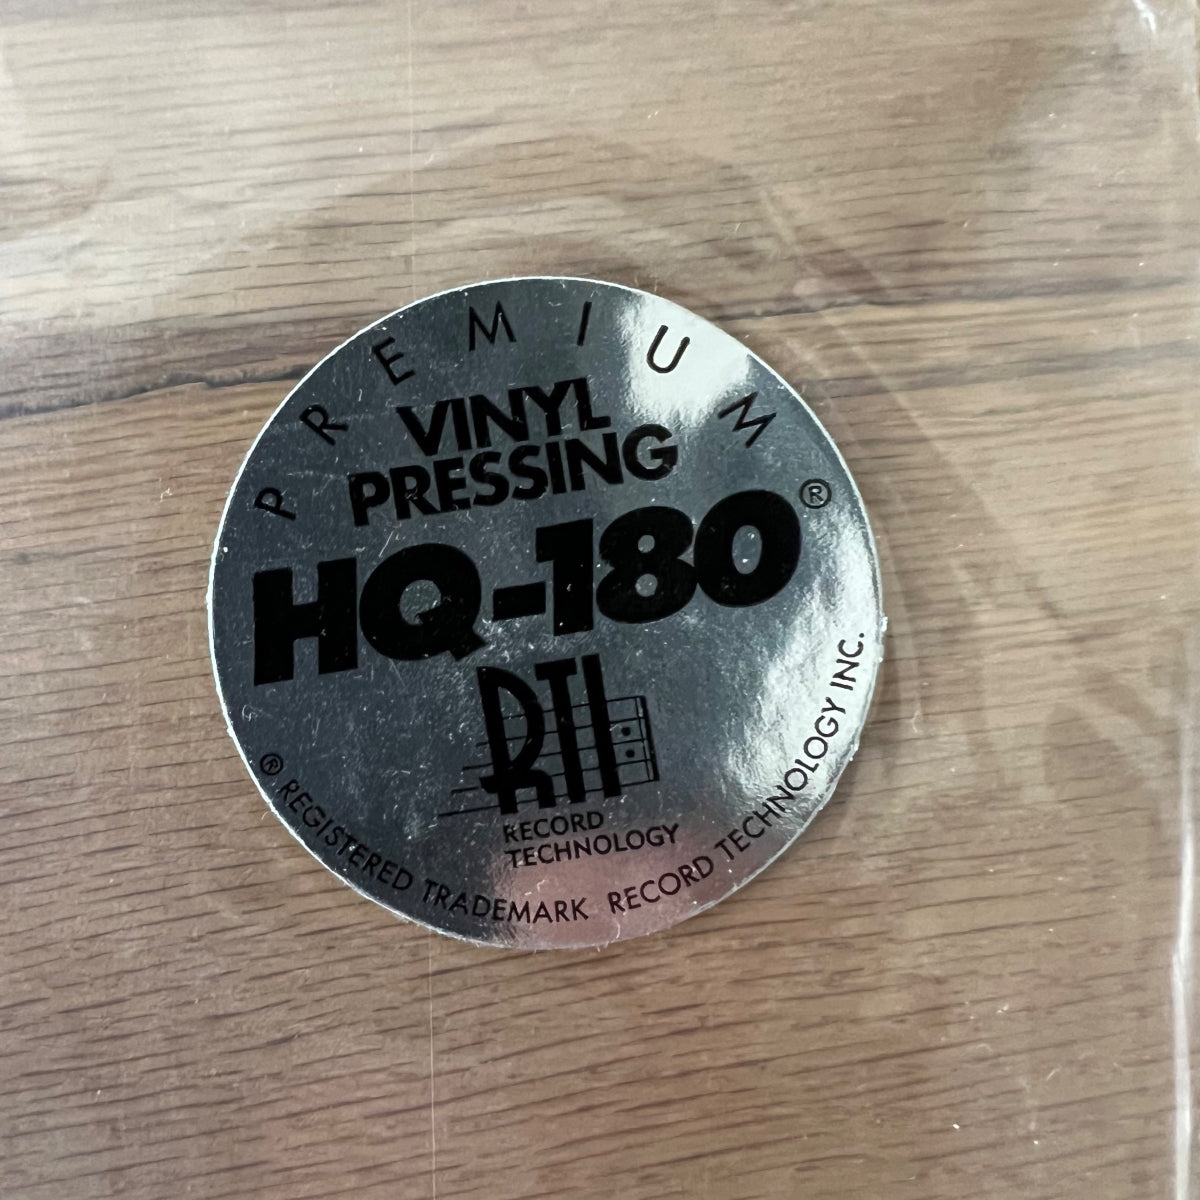 PREMIUM
VINYL
PRESSING
HQ-180®
RTI
RECORD
TECHNOLOGY
® REGISTERED TRADEMARK RECORD TECHNOLOGY INC.